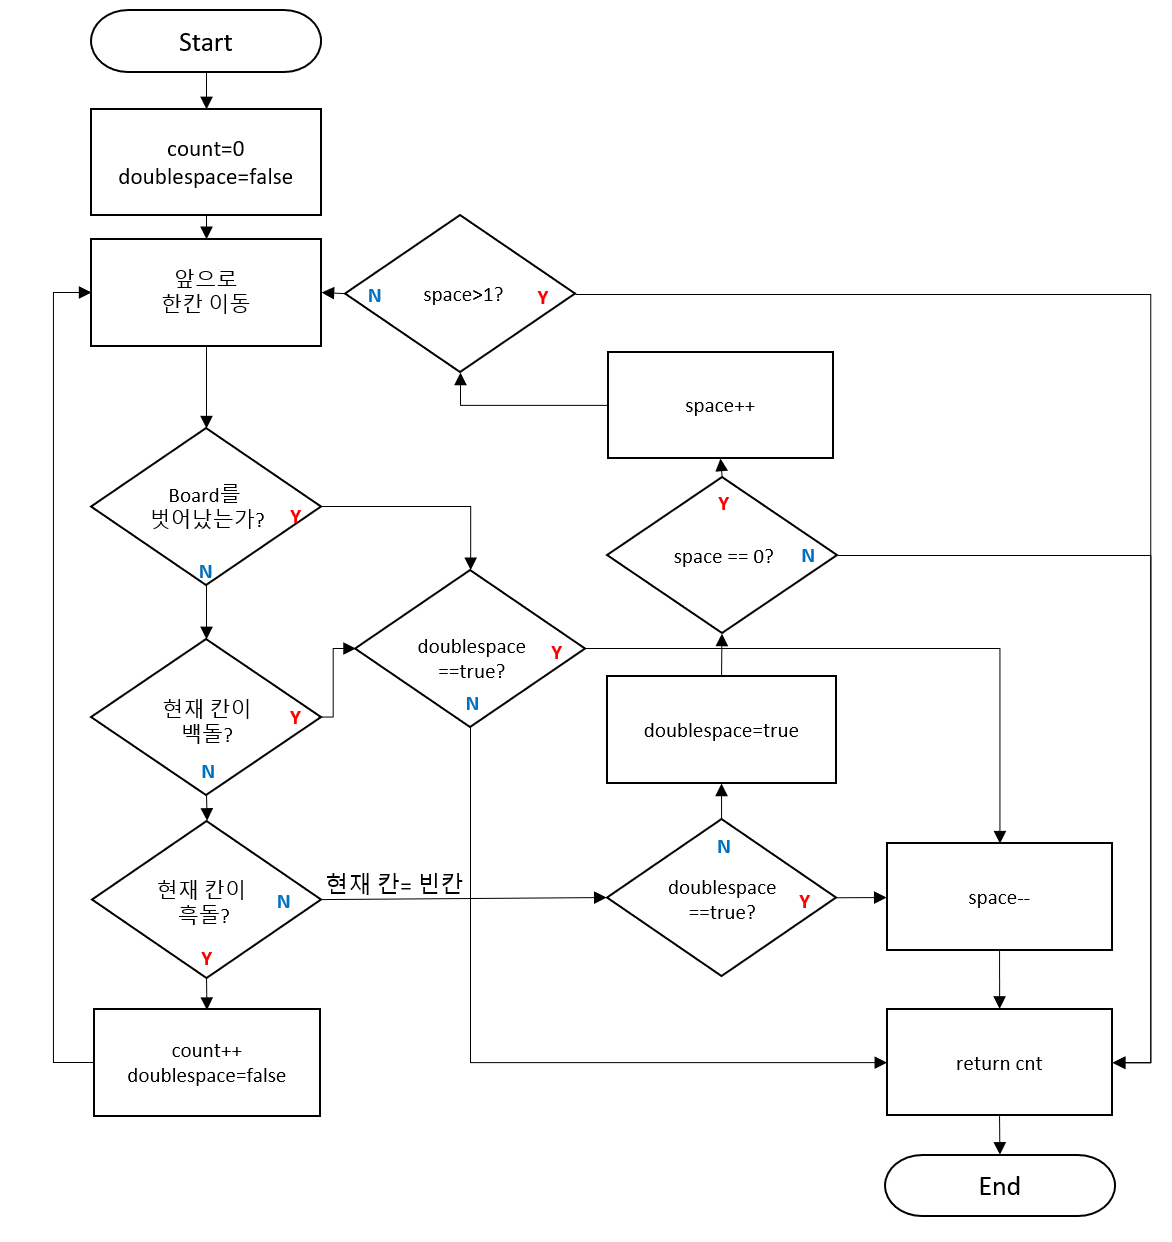 Start
count=0
doublespace=false
앞으로
한칸 이동
N
space>1?
Y
space++
Board를
벗어났는가?
Y
N
Y
space == 0?
N
doublespace
==true?
Y
N
현재 칸이
백돌?
Y
N
doublespace=true
현재 칸이
흑돌?
N
Y
현재 칸= 빈칸
N
doublespace
==true?
Y
space--
count++
doublespace=false
return cnt
End